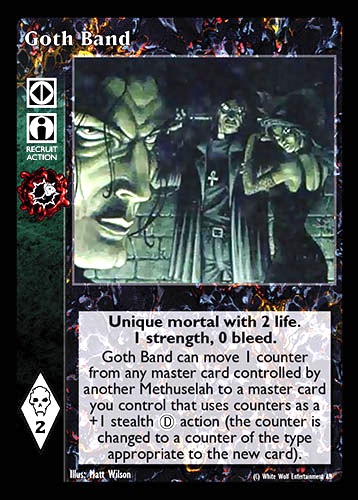 Goth Band
RECRUIT
ACTION
Unique mortal with 2 life.
1 strength, 0 bleed.
Goth Band can move 1 counter
from any master card controlled by
another Methuselah to a master card
you control that uses counters as a
+1 stealth Ⓓ action (the counter is
changed to a counter of the type
appropriate to the new card).
2
Illus: Matt Wilson
(C) White Wolf Entertainment AB